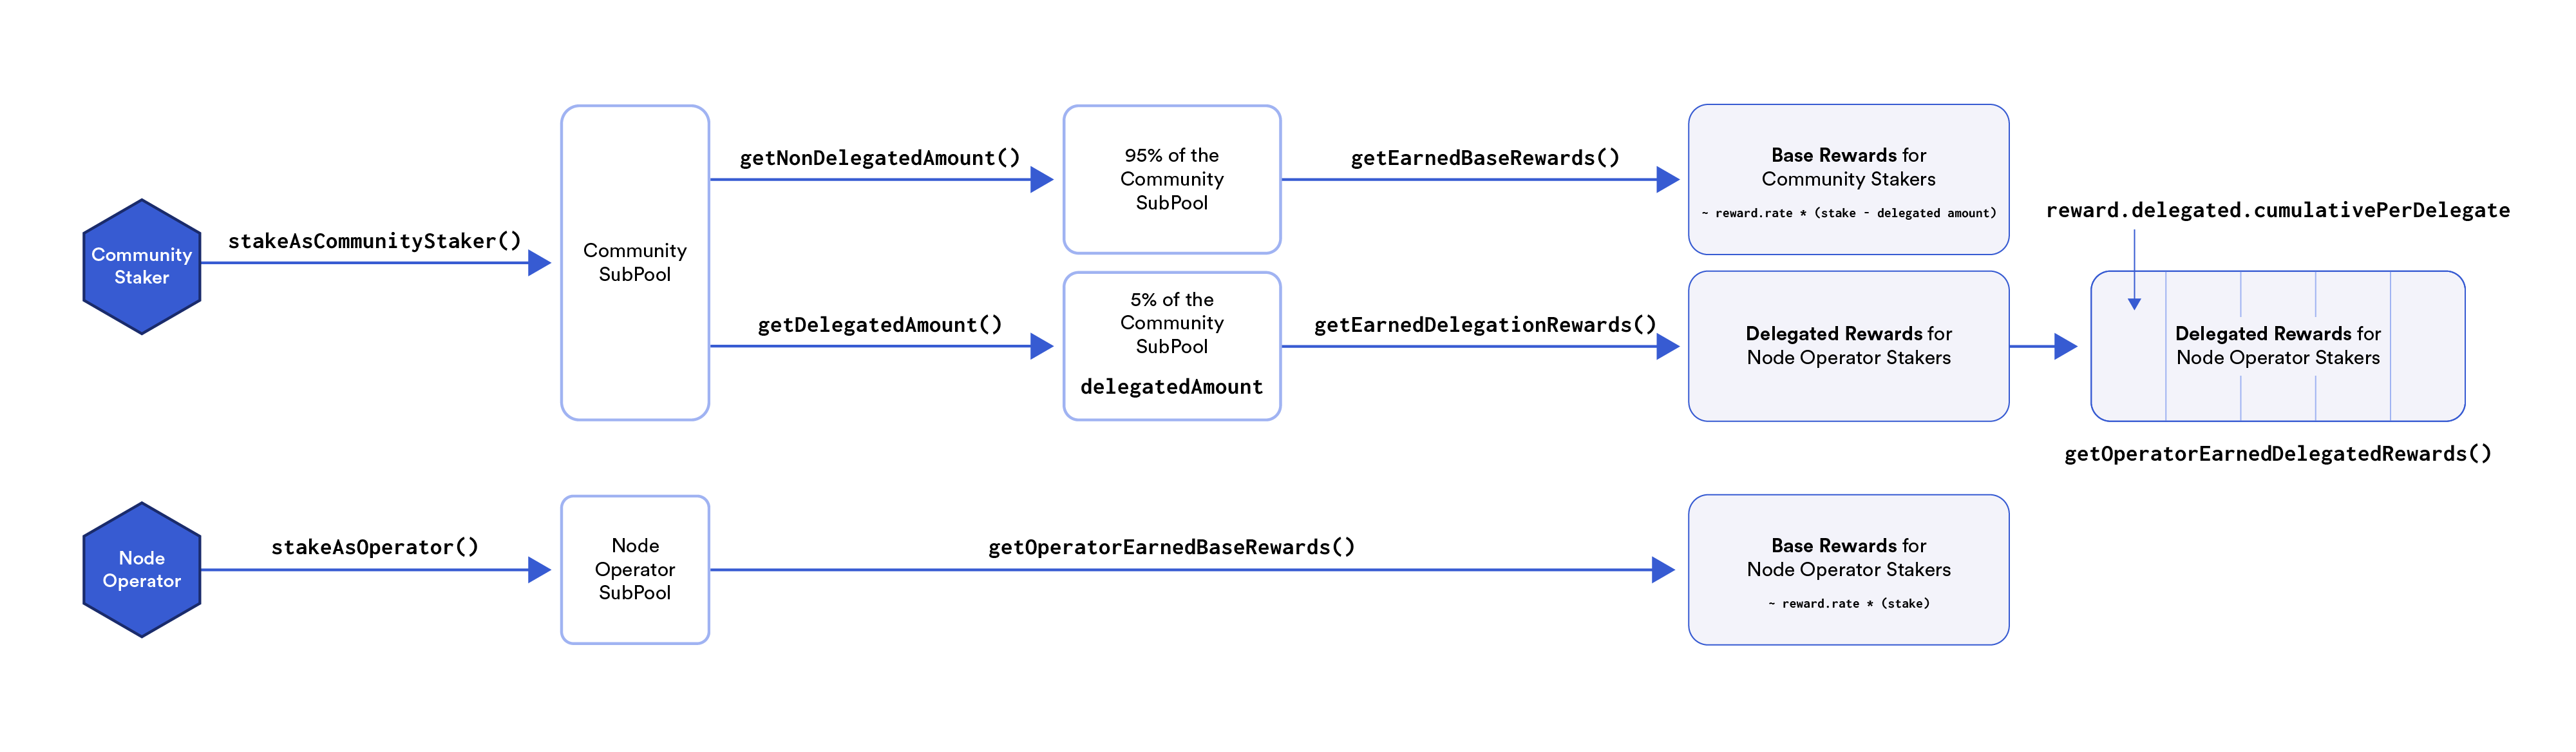 Community
Staker
stakeAsCommunityStaker()
Community
SubPool
getNonDelegatedAmount()
95% of the
Community
SubPool
getEarnedBaseRewards()
Base Rewards for
Community Stakers
~ reward.rate * (stake - delegated amount)
getDelegatedAmount()
5% of the
Community
SubPool
delegatedAmount
getEarnedDelegationRewards()
Delegated Rewards for
Node Operator Stakers
reward.delegated.cumulativePerDelegate
Delegated Rewards for
Node Operator Stakers
getOperatorEarnedDelegatedRewards()
Node
Operator
stakeAsOperator()
Node
Operator
SubPool
getOperatorEarnedBaseRewards()
Base Rewards for
Node Operator Stakers
~ reward.rate * (stake)